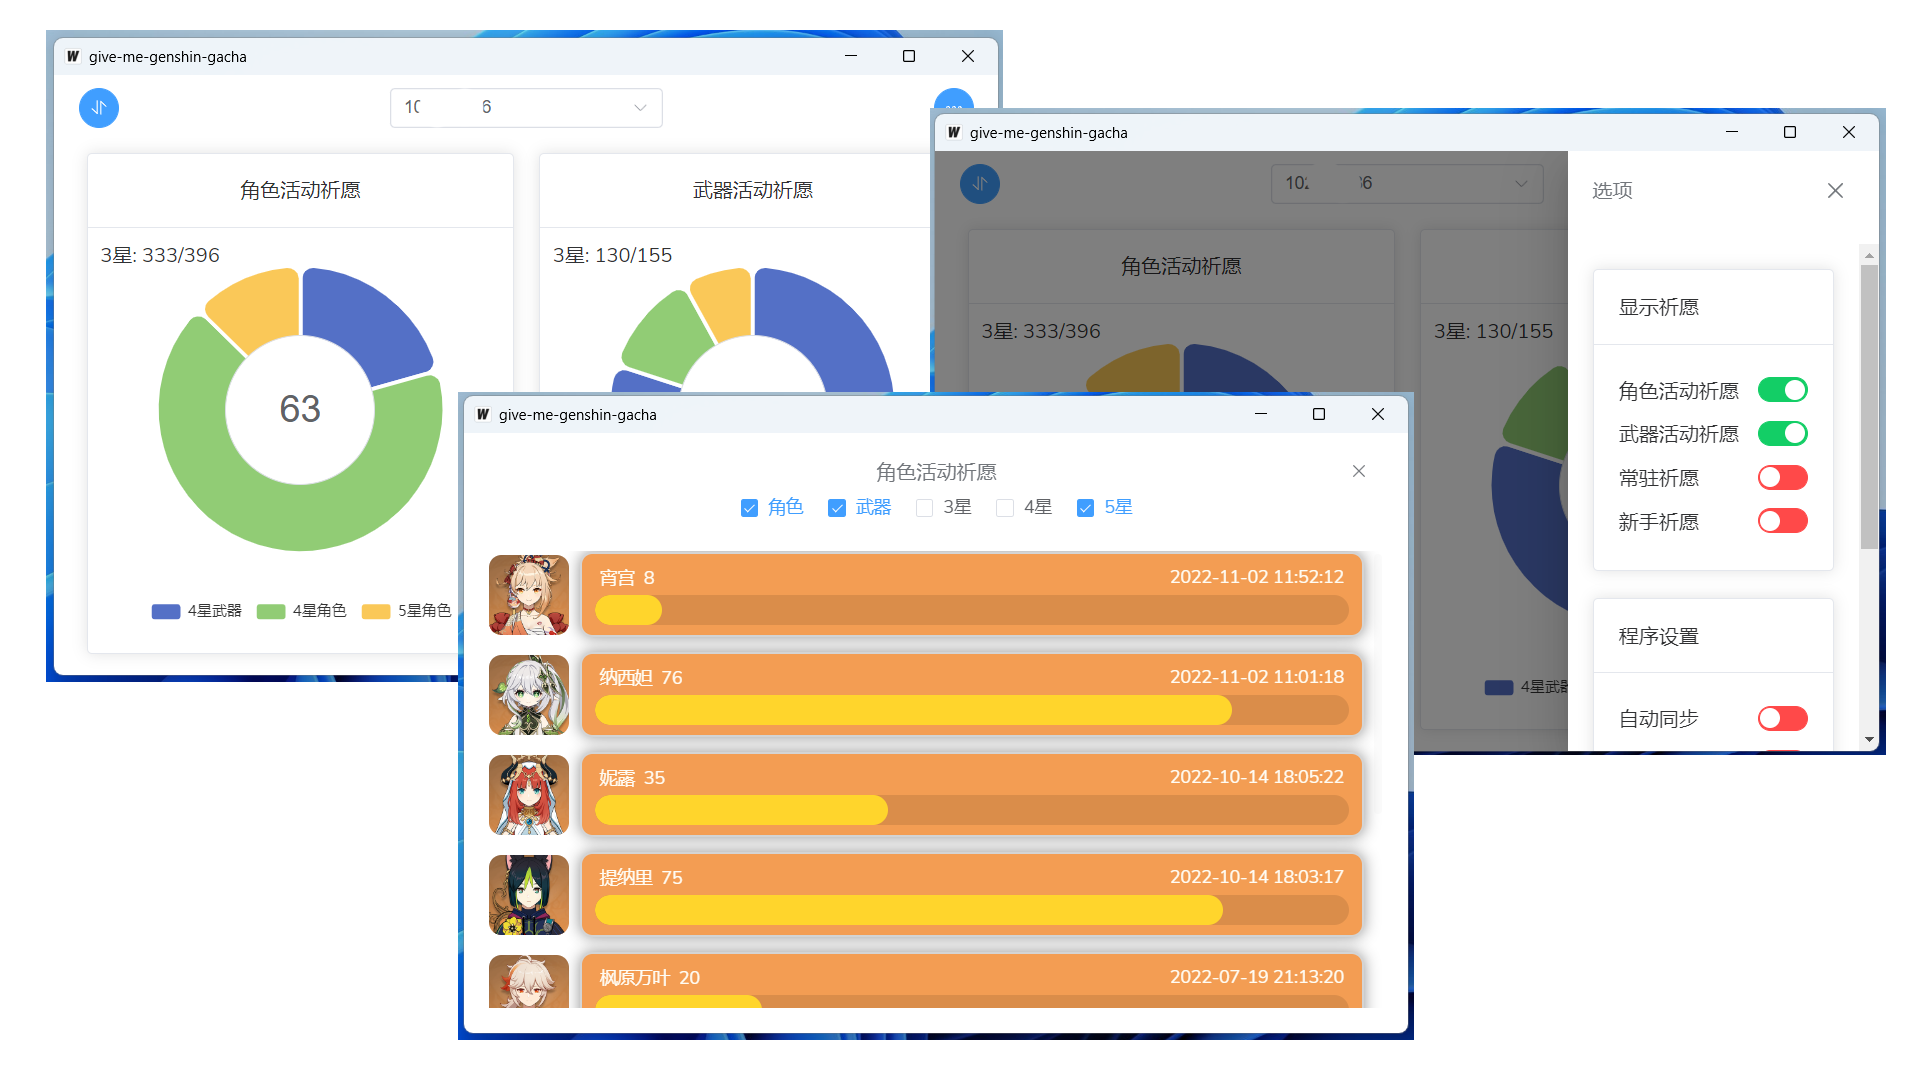 give-me-genshin-gacha
10 6
角色活动祈愿
3星: 333/396
63
4星武器 4星角色 5星角色
武器活动祈愿
3星: 130/155
give-me-genshin-gacha
角色活动祈愿
3星: 333/396
3星: 130/155
4星武器
选项
显示祈愿
角色活动祈愿
武器活动祈愿
常驻祈愿
新手祈愿
程序设置
自动同步
give-me-genshin-gacha
角色活动祈愿
角色 武器 3星 4星 5星
宵宫 8 2022-11-02 11:52:12
纳西妲 76 2022-11-02 11:01:18
妮露 35 2022-10-14 18:05:22
提纳里 75 2022-10-14 18:03:17
枫原万叶 20 2022-07-19 21:13:20